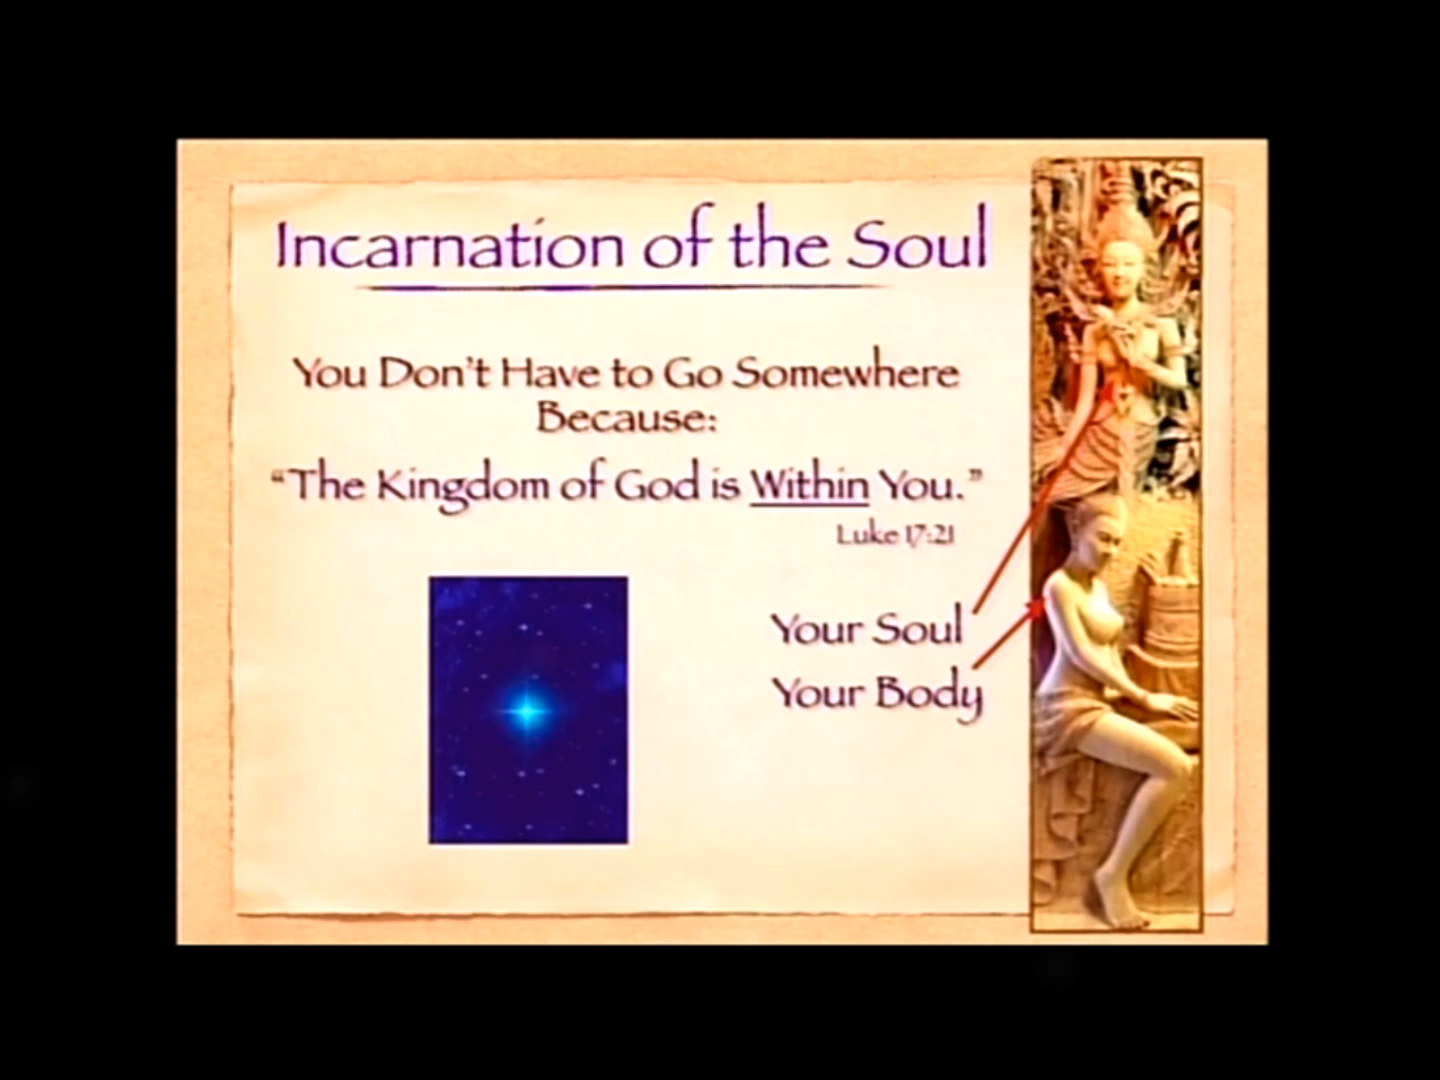 Incarnation of the Soul
You Don't Have to Go Somewhere
Because:
“The Kingdom of God is Within You.”
Luke 17:21
Your Soul
Your Body